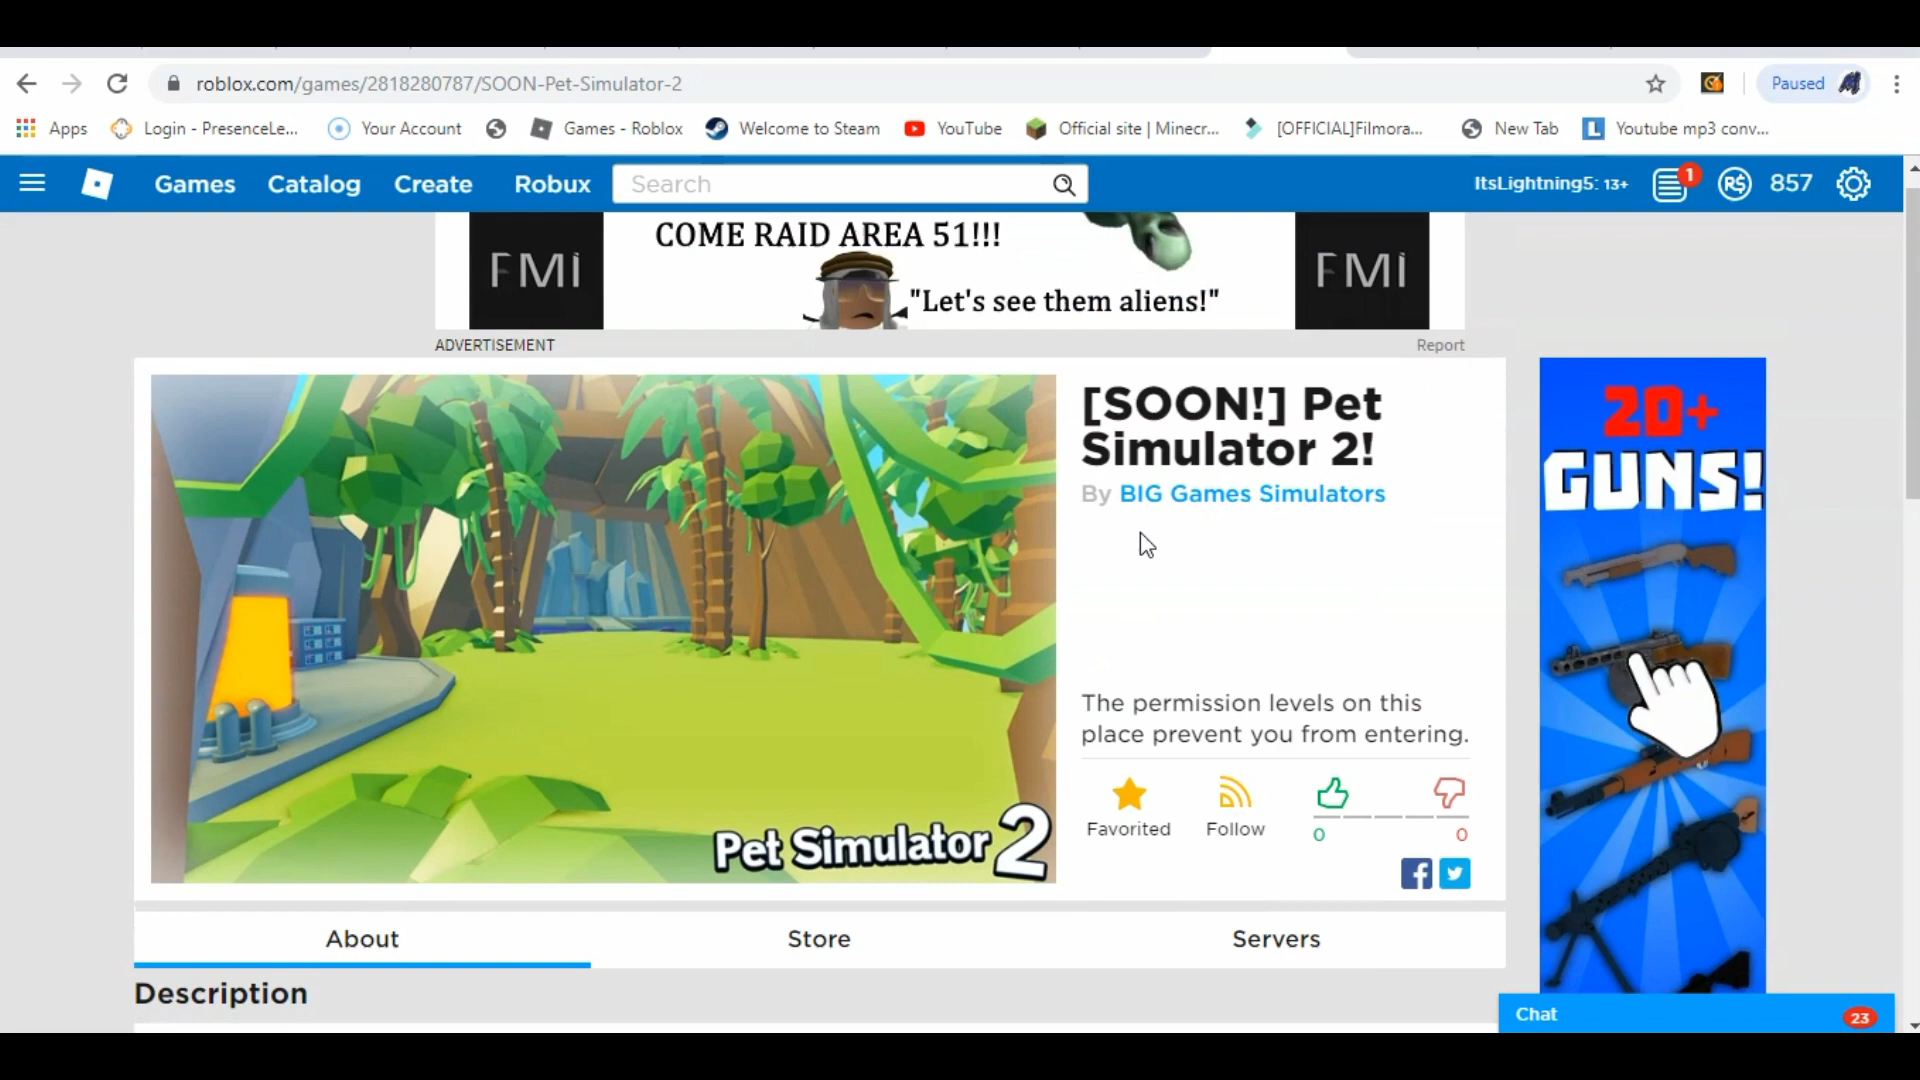 roblox.com/games/2818280787/SOON-Pet-Simulator-2
Paused
Apps
Login - PresenceLe...
Your Account
Games - Roblox
Welcome to Steam
YouTube
Official site | Minecr...
[OFFICIAL]Filmora...
New Tab
Youtube mp3 conv...
Games
Catalog
Create
Robux
Search
ItsLightning5: 13+
1
R$
857
FMI
COME RAID AREA 51!!!
"Let's see them aliens!"
FMI
ADVERTISEMENT
Report
[SOON!] Pet
Simulator 2!
By BIG Games Simulators
The permission levels on this
place prevent you from entering.
Favorited
Follow
0
0
Pet Simulator 2
20+
GUNS!
About
Store
Servers
Description
Chat
23